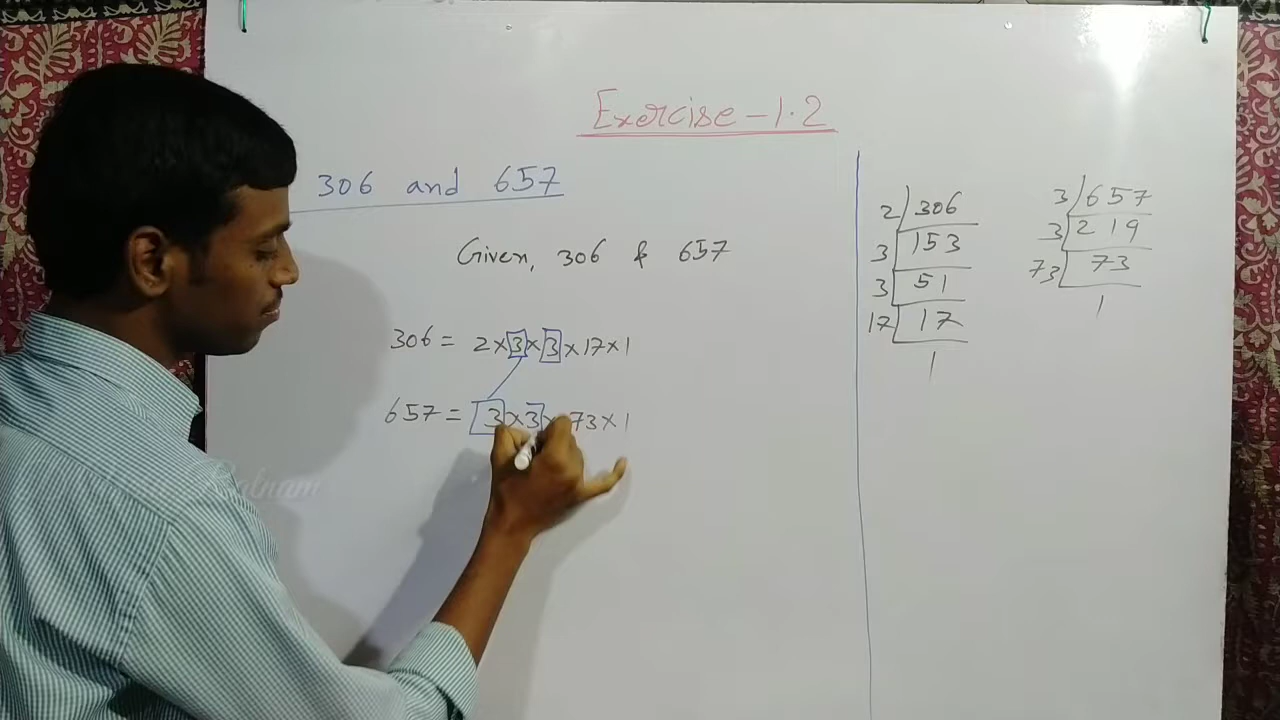 Exercise - 1.2
306 and 657
Given, 306 & 657
306 = 2×3×3×17×1
657 = 3×3× 73×1
2 306
3 153
3 51
17 17
1
3 657
3 219
73 73
1